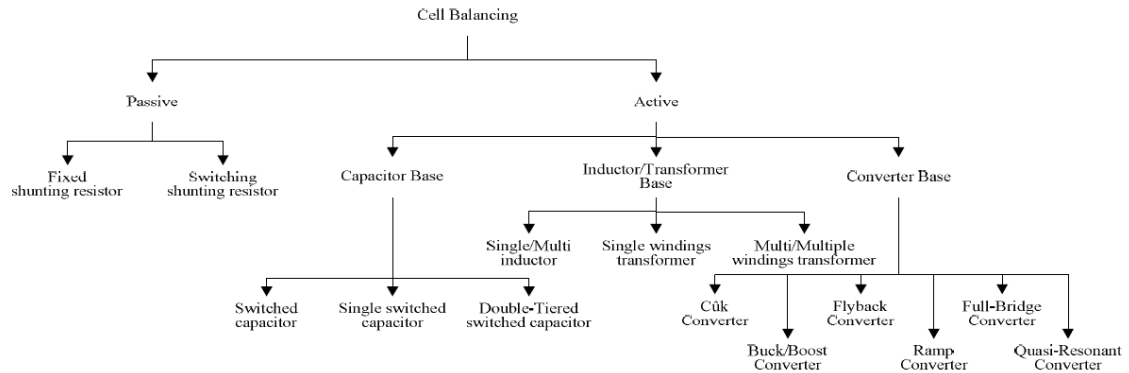 Cell Balancing
Passive
Active
Fixed
shunting resistor
Switching
shunting resistor
Capacitor Base
Inductor/Transformer
Base
Converter Base
Single/Multi
inductor
Single windings
transformer
Multi/Multiple
windings transformer
Switched
capacitor
Single switched
capacitor
Double-Tiered
switched capacitor
Cûk
Converter
Buck/Boost
Converter
Flyback
Converter
Ramp
Converter
Full-Bridge
Converter
Quasi-Resonant
Converter